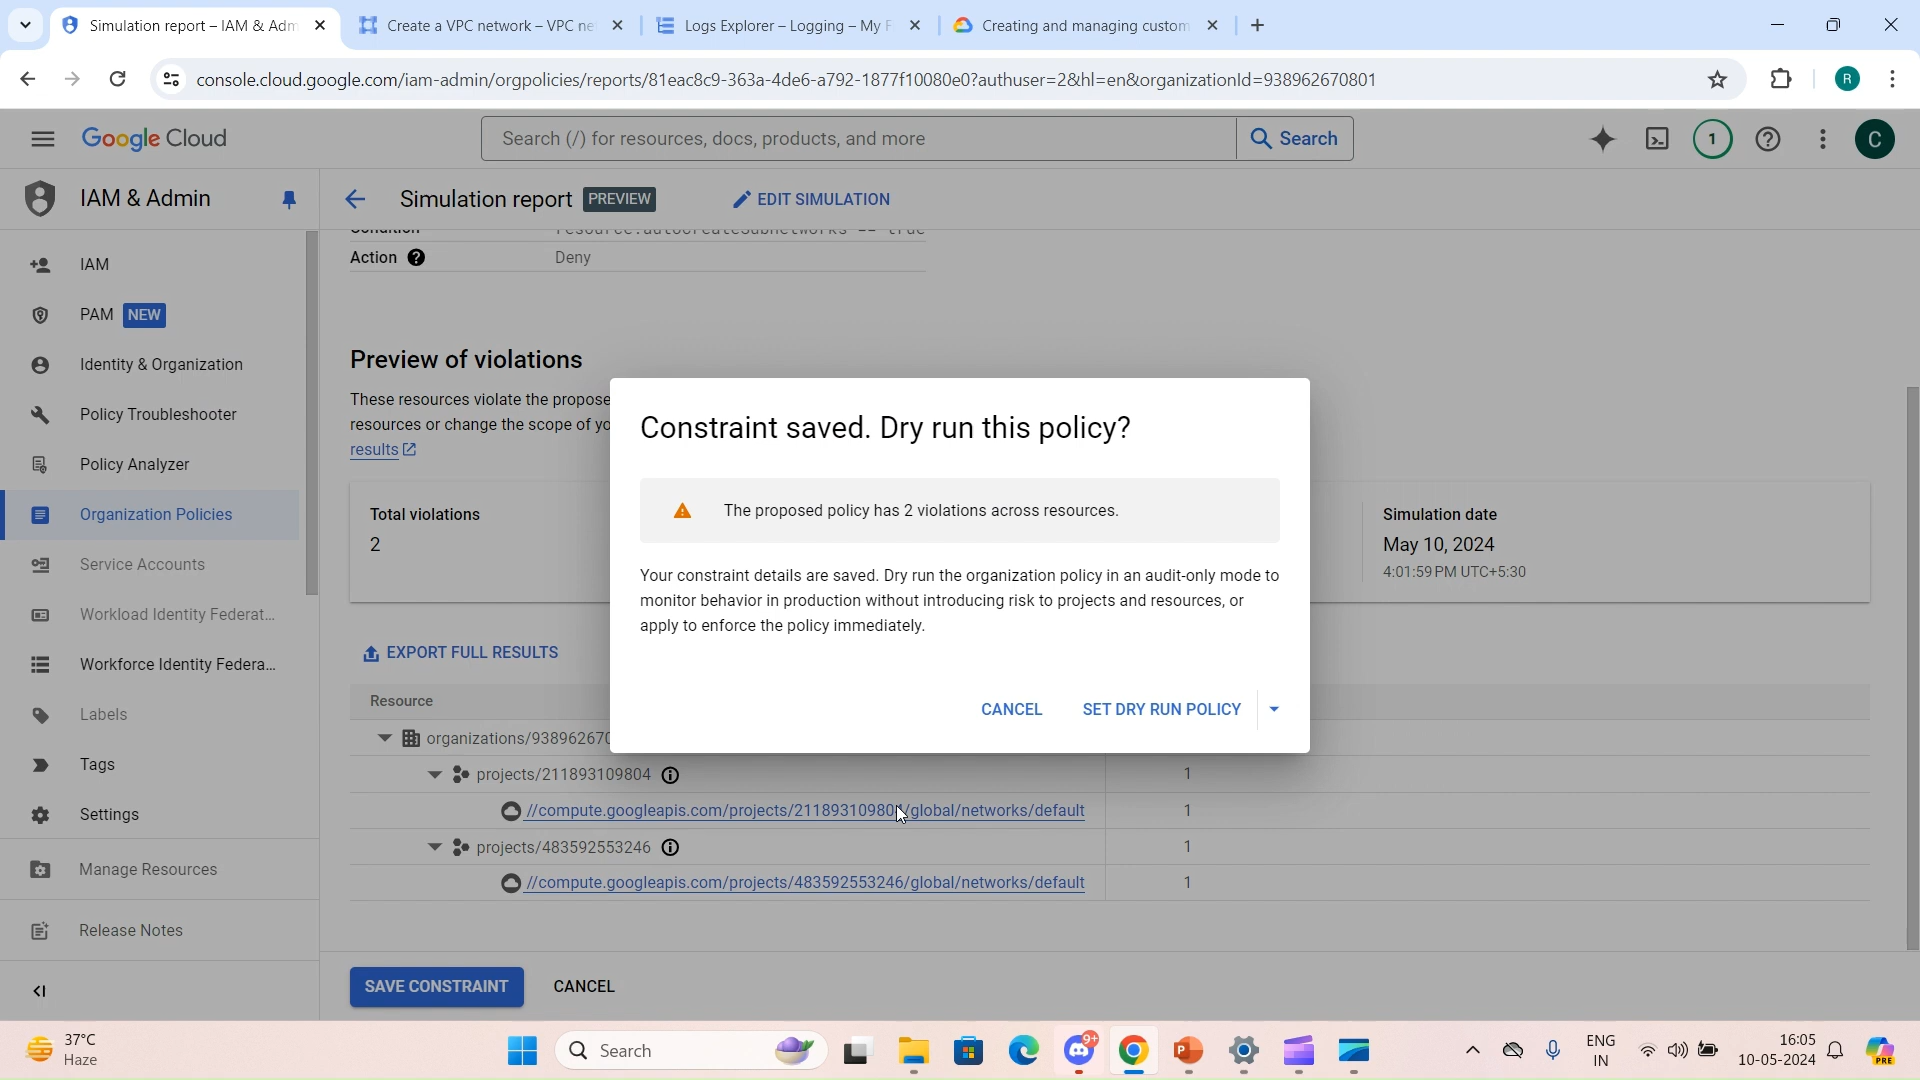 Simulation report – IAM & Adm
Create a VPC network – VPC ne
Logs Explorer – Logging – My F
Creating and managing custom
console.cloud.google.com/iam-admin/orgpolicies/reports/81eac8c9-363a-4de6-a792-1877f10080e0?authuser=2&hl=en&organizationId=938962670801
R
Google Cloud
Search (/) for resources, docs, products, and more
Search
1
C
IAM & Admin
Simulation report PREVIEW
EDIT SIMULATION
IAM
PAM NEW
Identity & Organization
Policy Troubleshooter
Policy Analyzer
Organization Policies
Service Accounts
Workload Identity Federat...
Workforce Identity Federa...
Labels
Tags
Settings
Manage Resources
Release Notes
Condition resource.autoCreateSubnetworks == true
Action Deny
Preview of violations
These resources violate the propose
resources or change the scope of yo
results
Total violations
2
Simulation date
May 10, 2024
4:01:59 PM UTC+5:30
EXPORT FULL RESULTS
Resource
organizations/93896267
projects/211893109804 1
//compute.googleapis.com/projects/211893109804/global/networks/default 1
projects/483592553246 1
//compute.googleapis.com/projects/483592553246/global/networks/default 1
SAVE CONSTRAINT
CANCEL
Constraint saved. Dry run this policy?
The proposed policy has 2 violations across resources.
Your constraint details are saved. Dry run the organization policy in an audit-only mode to
monitor behavior in production without introducing risk to projects and resources, or
apply to enforce the policy immediately.
CANCEL
SET DRY RUN POLICY
37°C
Haze
Search
9+
P
ENG
IN
16:05
10-05-2024
PRE